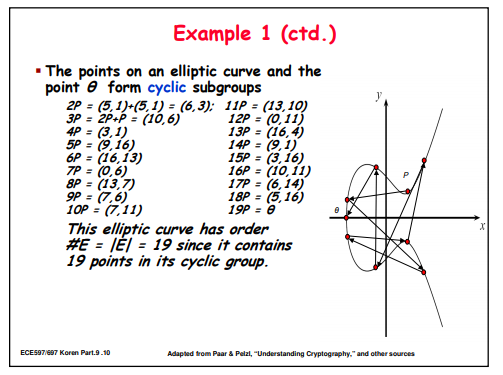 Example 1 (ctd.)
▪ The points on an elliptic curve and the
point θ form cyclic subgroups
2P = (5,1)+(5,1) = (6,3); 11P = (13,10)
3P = 2P+P = (10,6) 12P = (0,11)
4P = (3,1) 13P = (16,4)
5P = (9,16) 14P = (9,1)
6P = (16,13) 15P = (3,16)
7P = (0,6) 16P = (10,11)
8P = (13,7) 17P = (6,14)
9P = (7,6) 18P = (5,16)
10P = (7,11) 19P = θ
This elliptic curve has order
#E = |E| = 19 since it contains
19 points in its cyclic group.
y
P
θ
x
ECE597/697 Koren Part.9 .10
Adapted from Paar & Pelzl, "Understanding Cryptography," and other sources